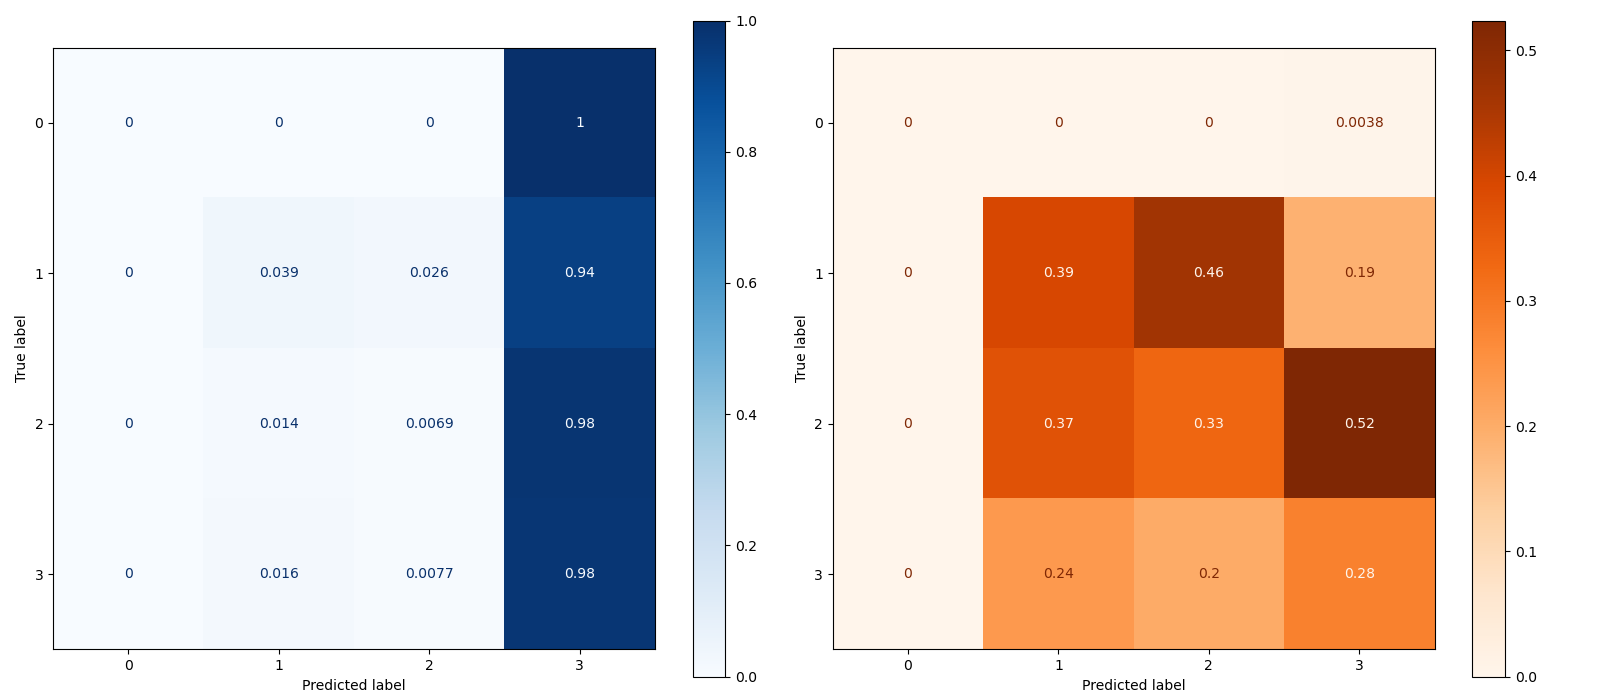 1.0
0 0 0 0 1
0.8
1 0 0.039 0.026 0.94
0.6
True label
2 0 0.014 0.0069 0.98
0.4
3 0 0.016 0.0077 0.98
0.2
0.0
0 1 2 3
Predicted label
0.5
0 0 0 0 0.0038
0.4
1 0 0.39 0.46 0.19
0.3
True label
2 0 0.37 0.33 0.52
0.2
3 0 0.24 0.2 0.28
0.1
0.0
0 1 2 3
Predicted label